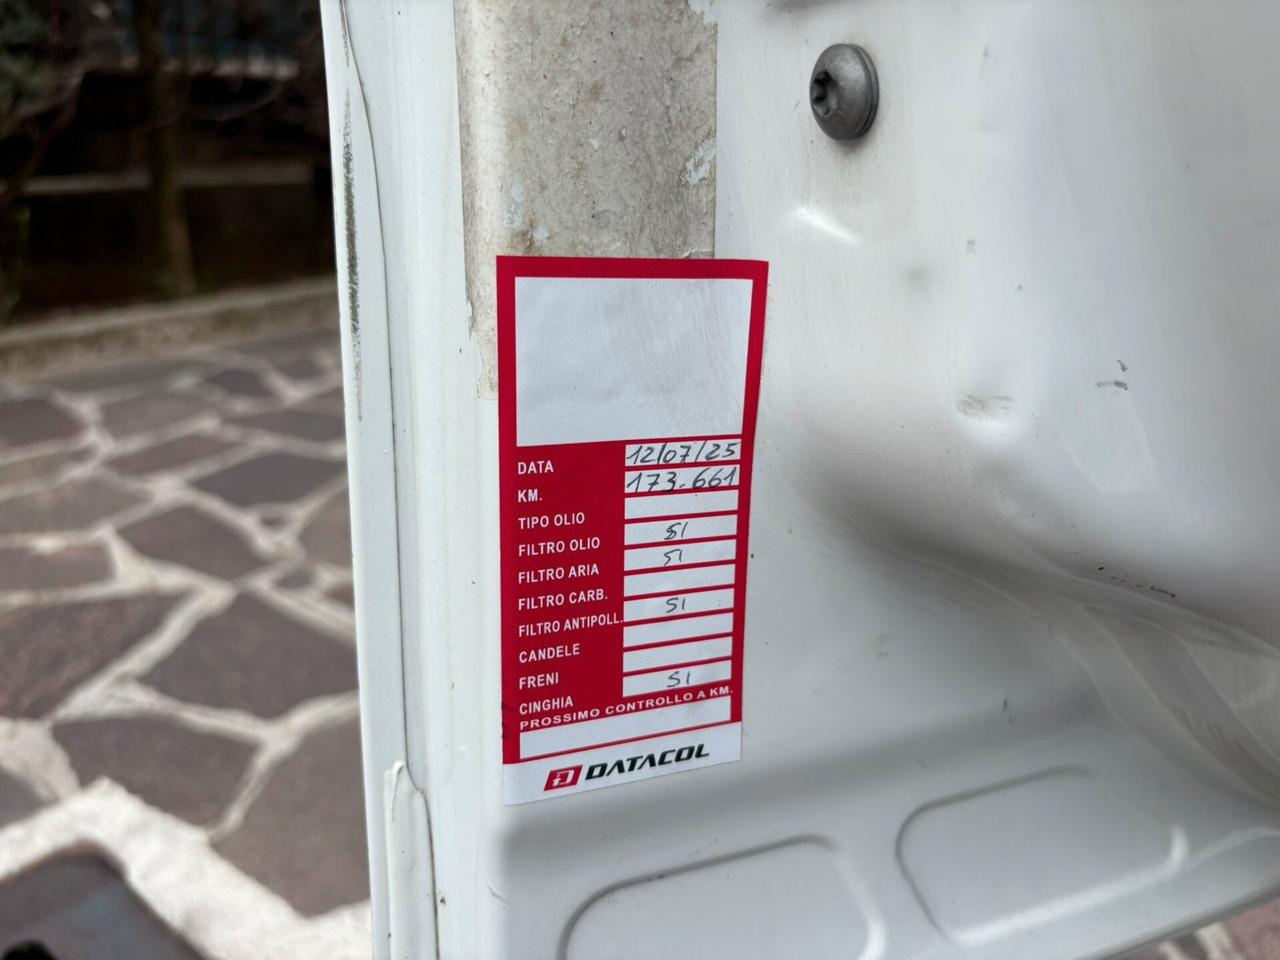 DATA 12/07/25
KM. 173.661
TIPO OLIO
FILTRO OLIO SI
FILTRO ARIA SI
FILTRO CARB.
FILTRO ANTIPOLL. SI
CANDELE
FRENI
CINGHIA SI
PROSSIMO CONTROLLO A KM.
DATACOL